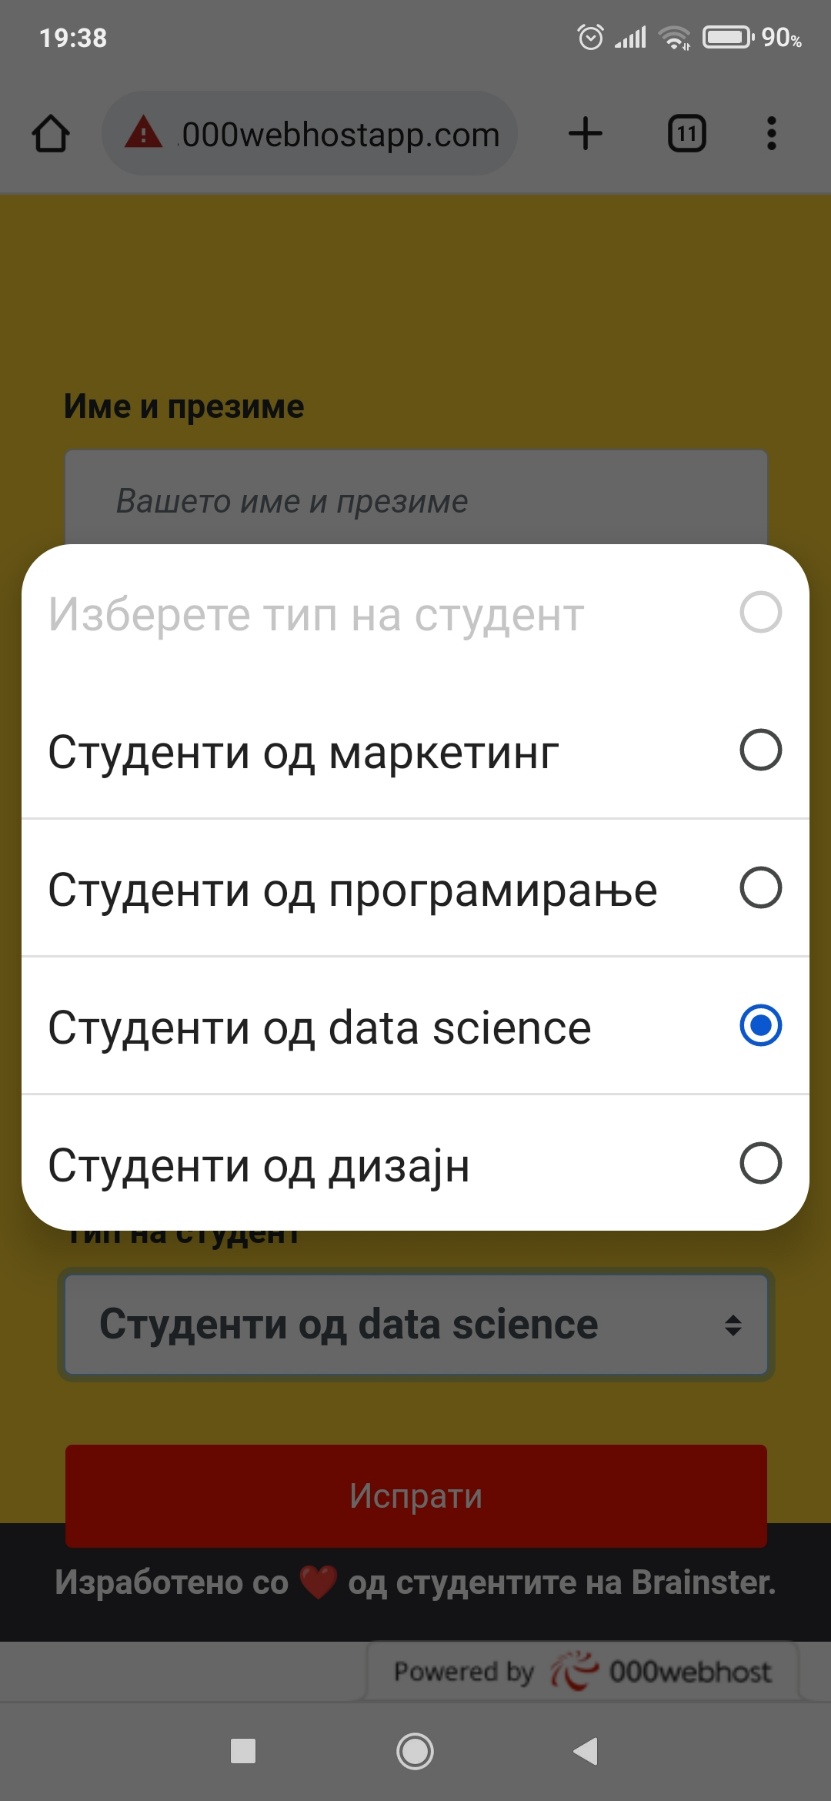 19:38
90%
.000webhostapp.com
11
Име и презиме
Вашето име и презиме
Изберете тип на студент
Студенти од маркетинг
Студенти од програмирање
Студенти од data science
Студенти од дизајн
Тип на студент
Студенти од data science
Испрати
Изработено со ❤️ од студентите на Brainster.
Powered by 000webhost